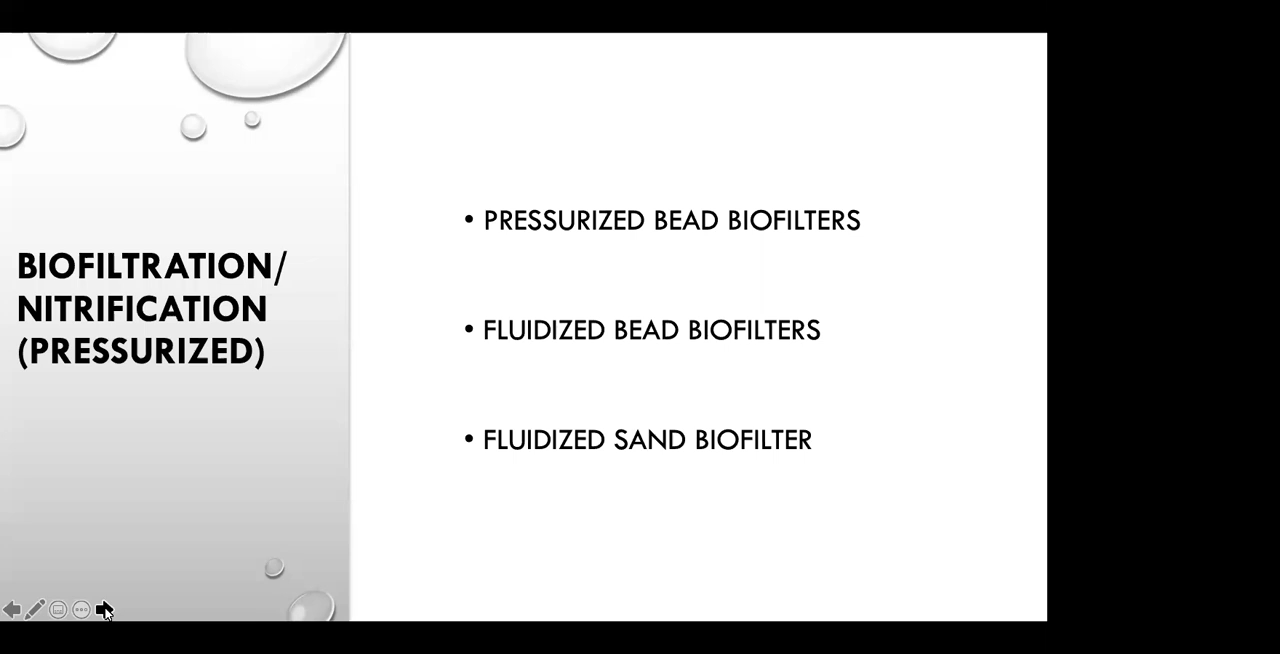 BIOFILTRATION/
NITRIFICATION
(PRESSURIZED)
• PRESSURIZED BEAD BIOFILTERS
• FLUIDIZED BEAD BIOFILTERS
• FLUIDIZED SAND BIOFILTER